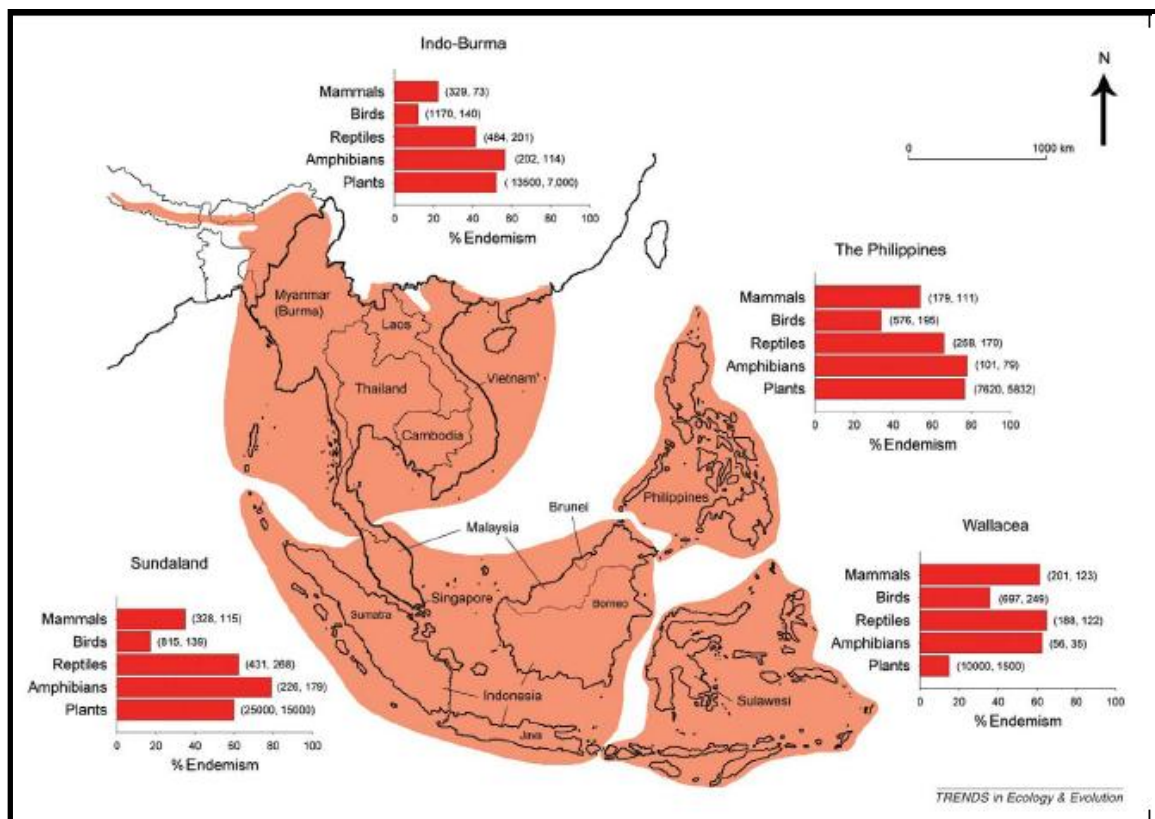 Indo-Burma
Mammals (329, 73)
Birds (1170, 140)
Reptiles (484, 201)
Amphibians (202, 114)
Plants ( 13500, 7,000)
0 20 40 60 80 100
% Endemism
N
0 1000 km
The Philippines
Mammals (179, 111)
Birds (576, 195)
Reptiles (258, 170)
Amphibians (101, 79)
Plants (7620, 5832)
0 20 40 60 80 100
% Endemism
Myanmar
(Burma)
Laos
Thailand
Vietnam'
Cambodia
Philippines
Brunei
Malaysia
Singapore
Sumatra
Borneo
Indonesia
Java
Sulawesi
Sundaland
Mammals (328, 115)
Birds (815, 139)
Reptiles (431, 268)
Amphibians (226, 179)
Plants (25000, 15000)
0 20 40 60 80 100
% Endemism
Wallacea
Mammals (201, 123)
Birds (697, 249)
Reptiles (188, 122)
Amphibians (56, 35)
Plants (10000, 1500)
0 20 40 60 80 100
% Endemism
TRENDS in Ecology & Evolution